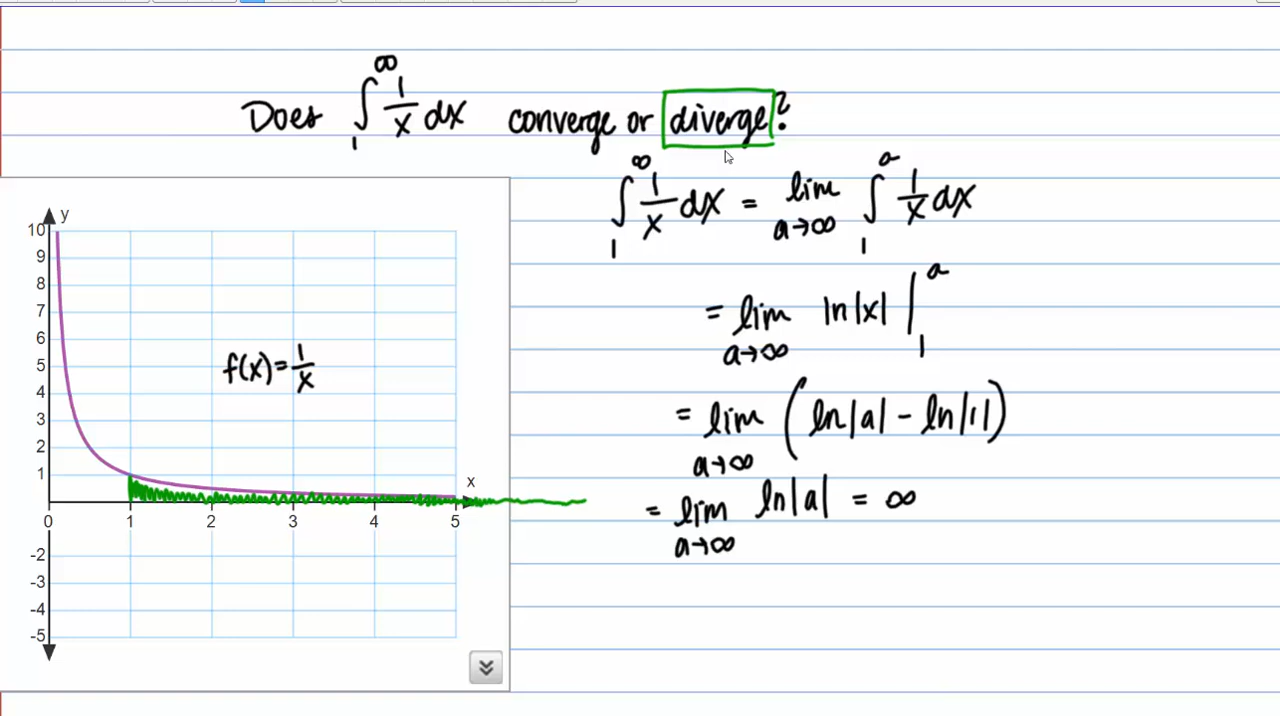 Does ∫₁^∞ 1/x dx converge or diverge?
∫₁^∞ 1/x dx = lim a→∞ ∫₁^a 1/x dx
= lim a→∞ ln|x| |₁^a
= lim a→∞ (ln|a| - ln|1|)
= lim a→∞ ln|a| = ∞
y
10
9
8
7
6
5
4
3
2
1
f(x)=1/x
x
0 1 2 3 4 5
-2
-3
-4
-5